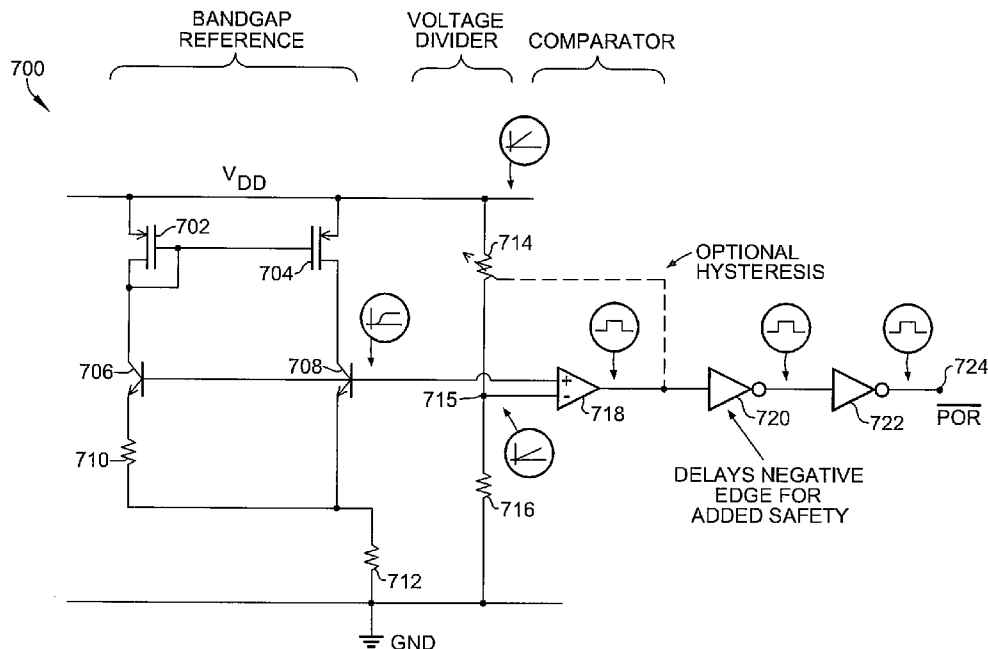 BANDGAP
REFERENCE
VOLTAGE
DIVIDER
COMPARATOR
700
VDD
702
704
714
OPTIONAL
HYSTERESIS
706
708
715
+
-
718
720
722
724
POR
710
716
DELAYS NEGATIVE
EDGE FOR
ADDED SAFETY
712
GND